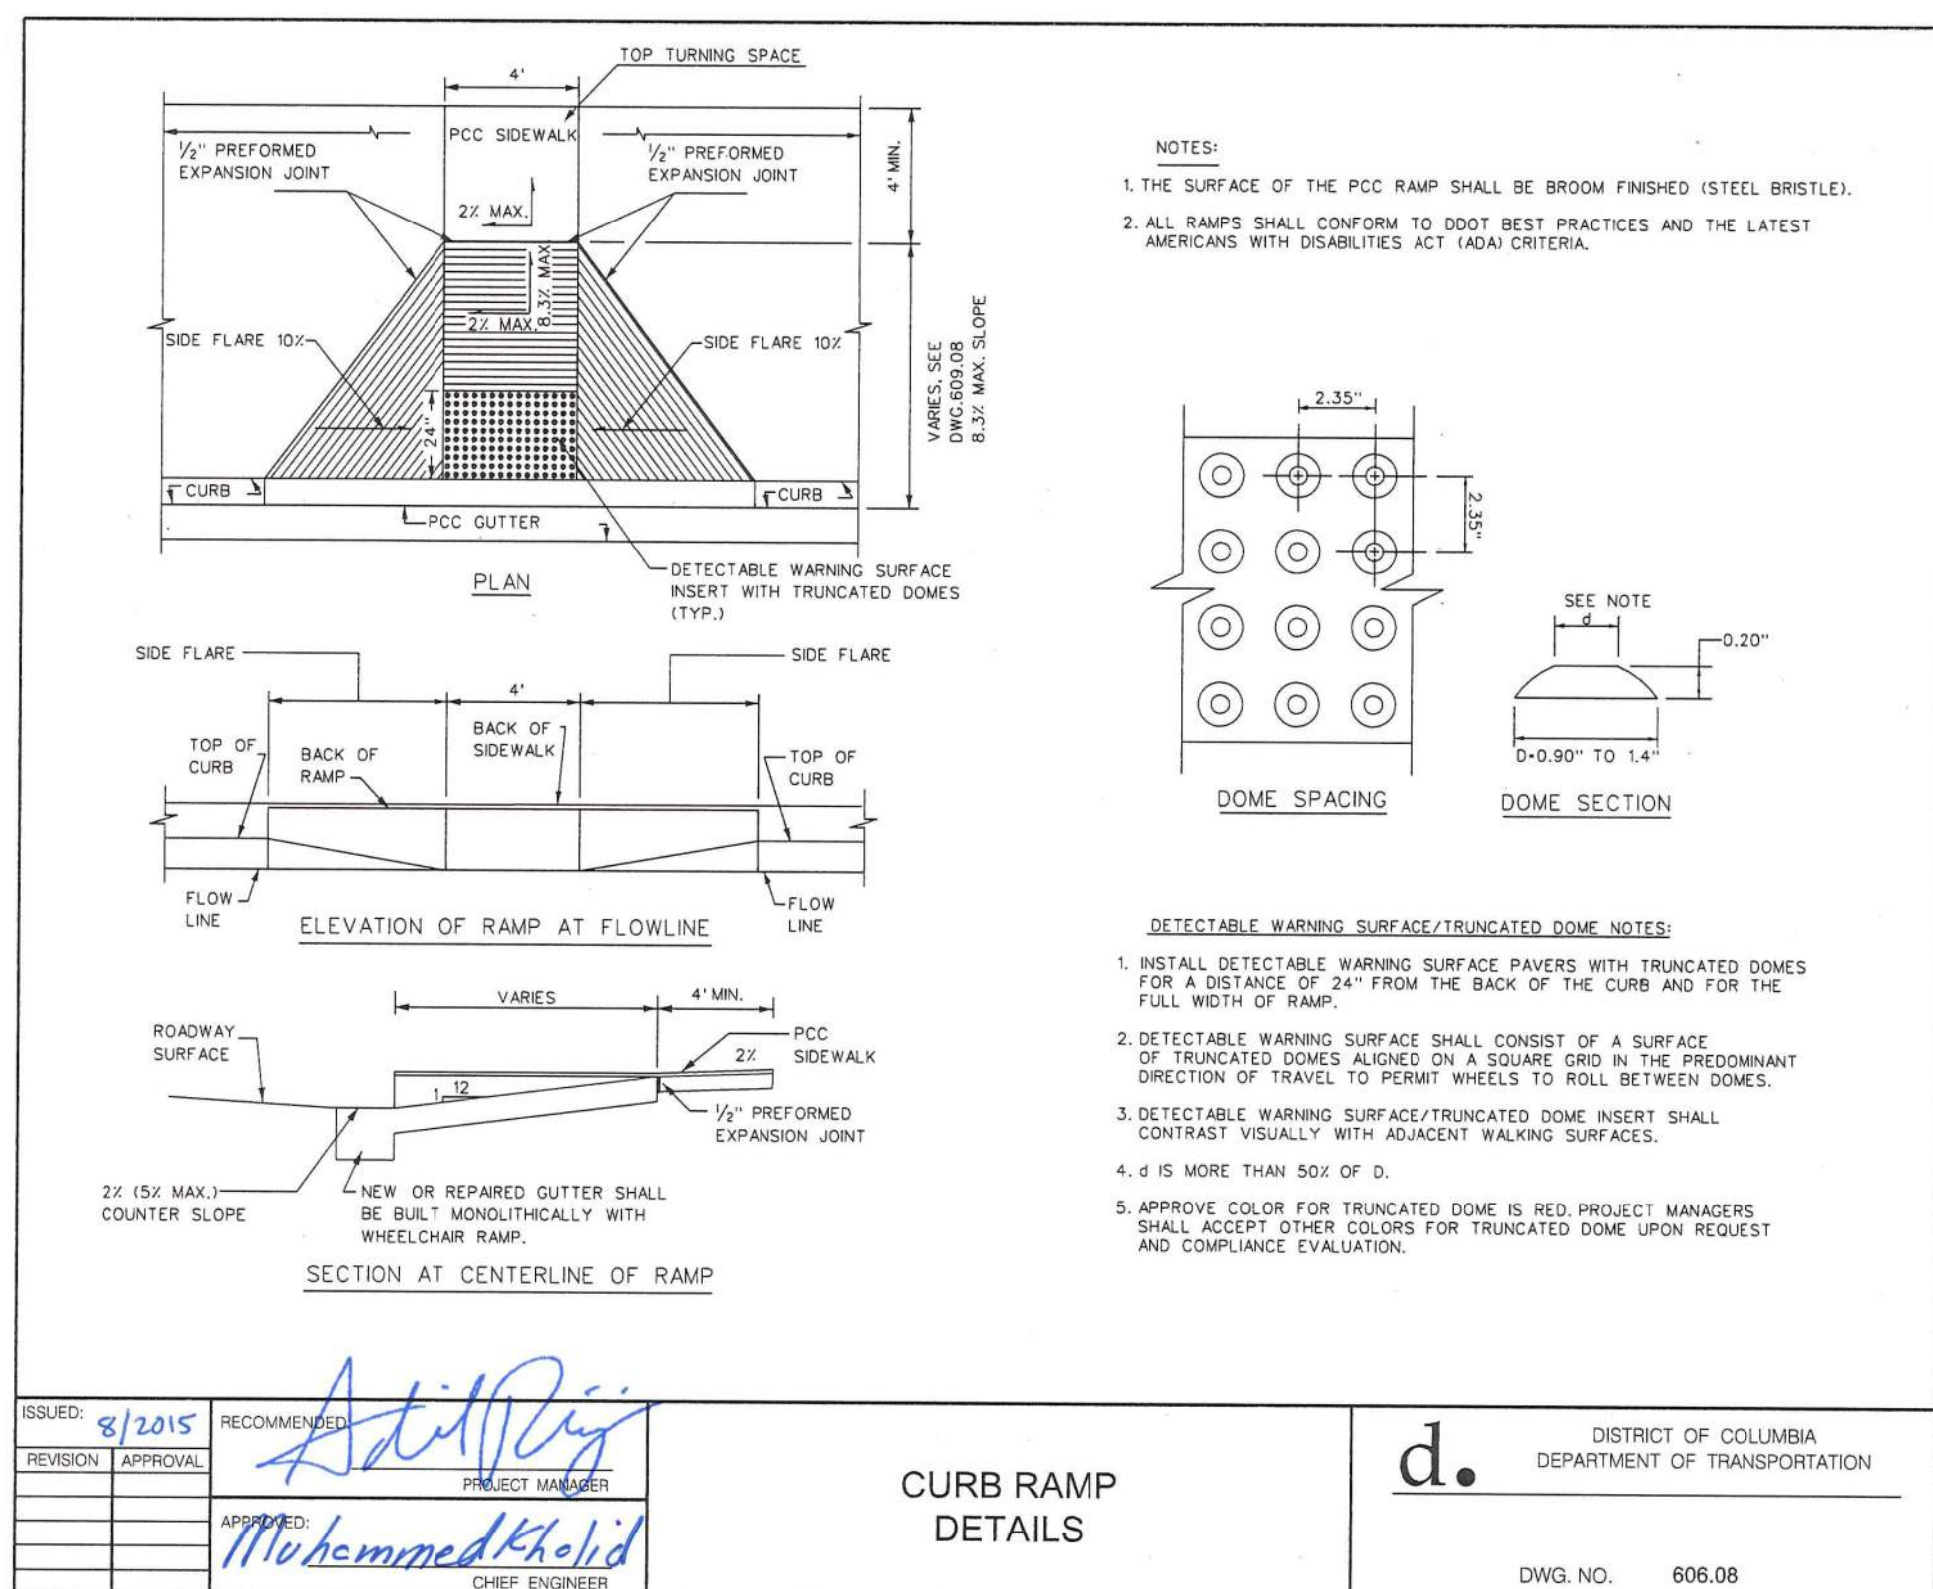 TOP TURNING SPACE
4'
PCC SIDEWALK
1/2" PREFORMED
EXPANSION JOINT
1/2" PREFORMED
EXPANSION JOINT
4' MIN.
2% MAX.
8.3% MAX
2% MAX.
SIDE FLARE 10%
SIDE FLARE 10%
VARIES, SEE
DWG.609.08
8.3% MAX. SLOPE
24"
CURB
CURB
PCC GUTTER
DETECTABLE WARNING SURFACE
INSERT WITH TRUNCATED DOMES
(TYP.)
PLAN
SIDE FLARE
SIDE FLARE
4'
BACK OF
SIDEWALK
TOP OF
CURB
BACK OF
RAMP
TOP OF
CURB
FLOW
LINE
FLOW
LINE
ELEVATION OF RAMP AT FLOWLINE
VARIES
4' MIN.
ROADWAY
SURFACE
PCC
SIDEWALK
2%
1
12
1/2" PREFORMED
EXPANSION JOINT
2% (5% MAX.)
COUNTER SLOPE
NEW OR REPAIRED GUTTER SHALL
BE BUILT MONOLITHICALLY WITH
WHEELCHAIR RAMP.
SECTION AT CENTERLINE OF RAMP
NOTES:
1. THE SURFACE OF THE PCC RAMP SHALL BE BROOM FINISHED (STEEL BRISTLE).
2. ALL RAMPS SHALL CONFORM TO DDOT BEST PRACTICES AND THE LATEST
AMERICANS WITH DISABILITIES ACT (ADA) CRITERIA.
2.35"
2.35"
DOME SPACING
SEE NOTE
d
0.20"
D=0.90" TO 1.4"
DOME SECTION
DETECTABLE WARNING SURFACE/TRUNCATED DOME NOTES:
1. INSTALL DETECTABLE WARNING SURFACE PAVERS WITH TRUNCATED DOMES
FOR A DISTANCE OF 24" FROM THE BACK OF THE CURB AND FOR THE
FULL WIDTH OF RAMP.
2. DETECTABLE WARNING SURFACE SHALL CONSIST OF A SURFACE
OF TRUNCATED DOMES ALIGNED ON A SQUARE GRID IN THE PREDOMINANT
DIRECTION OF TRAVEL TO PERMIT WHEELS TO ROLL BETWEEN DOMES.
3. DETECTABLE WARNING SURFACE/TRUNCATED DOME INSERT SHALL
CONTRAST VISUALLY WITH ADJACENT WALKING SURFACES.
4. d IS MORE THAN 50% OF D.
5. APPROVE COLOR FOR TRUNCATED DOME IS RED. PROJECT MANAGERS
SHALL ACCEPT OTHER COLORS FOR TRUNCATED DOME UPON REQUEST
AND COMPLIANCE EVALUATION.
ISSUED: 8/2015
REVISION APPROVAL
RECOMMENDED:
PROJECT MANAGER
APPROVED:
Muhammed Khalid
CHIEF ENGINEER
CURB RAMP
DETAILS
d.
DISTRICT OF COLUMBIA
DEPARTMENT OF TRANSPORTATION
DWG. NO. 606.08